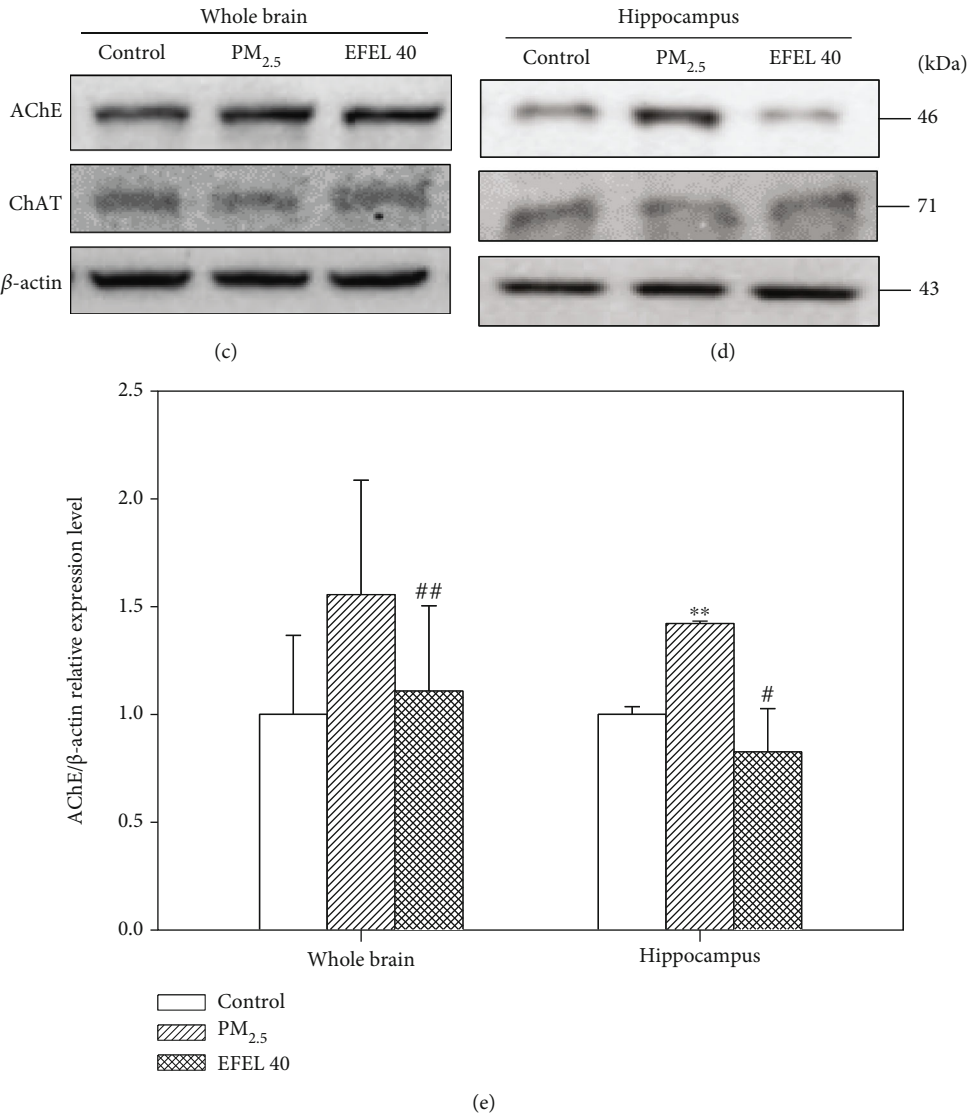 Whole brain
Control PM2.5 EFEL 40
AChE
ChAT
β-actin
(c)
Hippocampus
Control PM2.5 EFEL 40 (kDa)
46
71
43
(d)
2.5
2.0
1.5
1.0
0.5
0.0
AChE/β-actin relative expression level
##
**
#
Whole brain Hippocampus
Control
PM2.5
EFEL 40
(e)